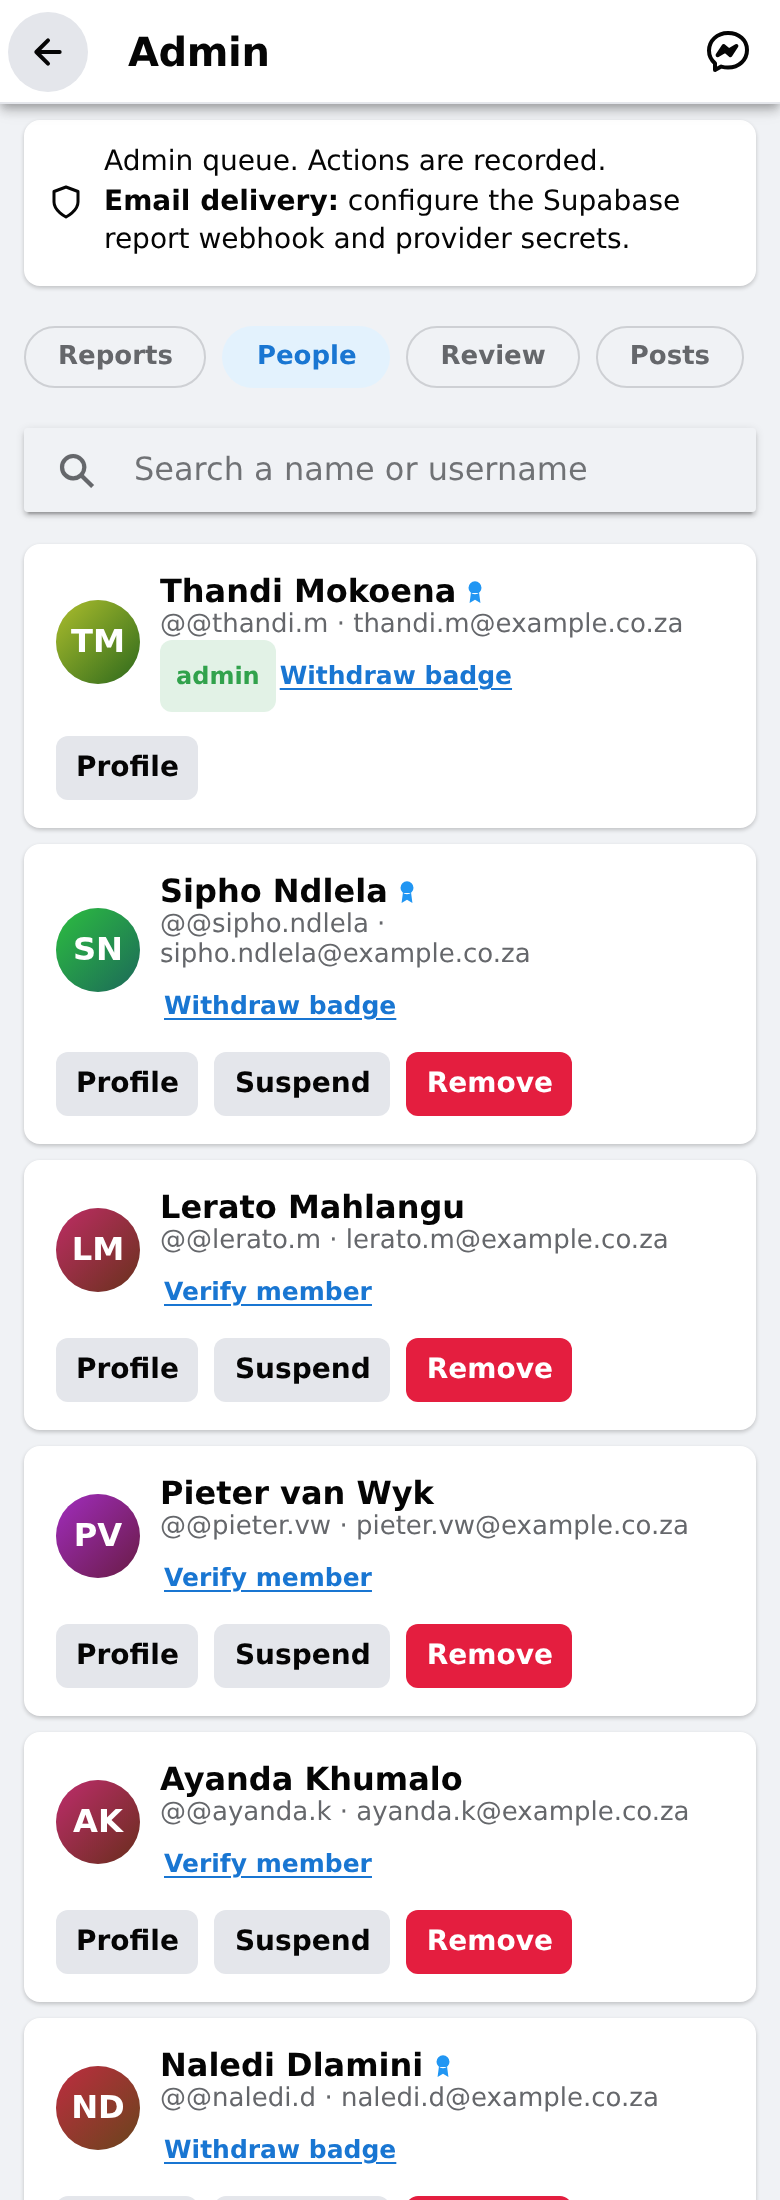 Admin
Admin queue. Actions are recorded.
Email delivery: configure the Supabase
report webhook and provider secrets.
Reports People Review Posts
Search a name or username
TM
Thandi Mokoena
@@thandi.m · thandi.m@example.co.za
admin Withdraw badge
Profile
SN
Sipho Ndlela
@@sipho.ndlela ·
sipho.ndlela@example.co.za
Withdraw badge
Profile Suspend Remove
LM
Lerato Mahlangu
@@lerato.m · lerato.m@example.co.za
Verify member
Profile Suspend Remove
PV
Pieter van Wyk
@@pieter.vw · pieter.vw@example.co.za
Verify member
Profile Suspend Remove
AK
Ayanda Khumalo
@@ayanda.k · ayanda.k@example.co.za
Verify member
Profile Suspend Remove
ND
Naledi Dlamini
@@naledi.d · naledi.d@example.co.za
Withdraw badge